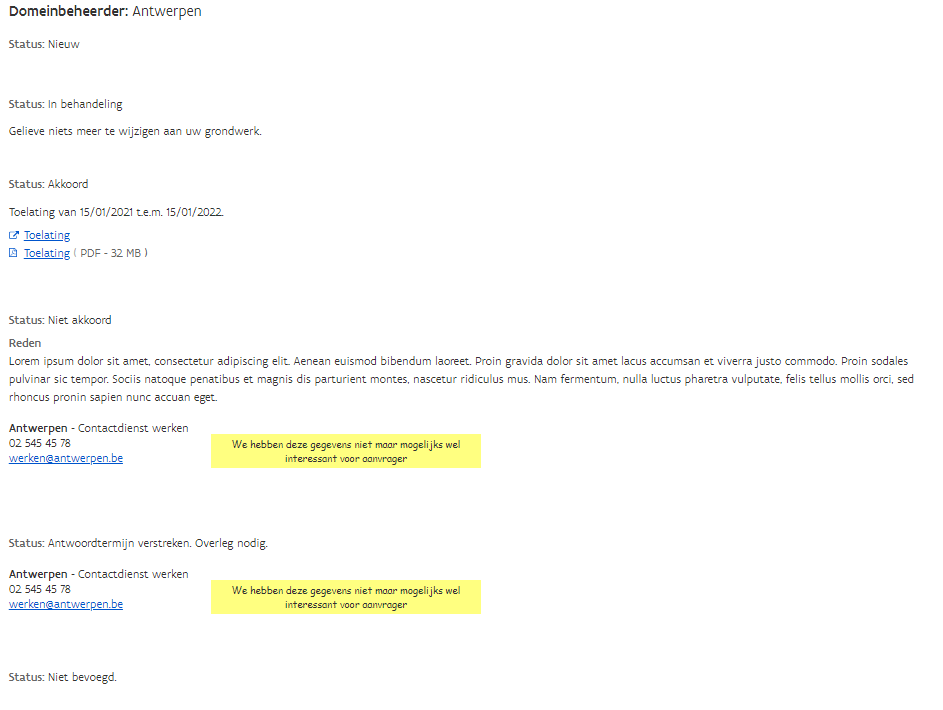 Domeinbeheerder: Antwerpen
Status: Nieuw
Status: In behandeling
Gelieve niets meer te wijzigen aan uw grondwerk.
Status: Akkoord
Toelating van 15/01/2021 t.e.m. 15/01/2022.
Toelating
Toelating ( PDF - 32 MB )
Status: Niet akkoord
Reden
Lorem ipsum dolor sit amet, consectetur adipiscing elit. Aenean euismod bibendum laoreet. Proin gravida dolor sit amet lacus accumsan et viverra justo commodo. Proin sodales
pulvinar sic tempor. Sociis natoque penatibus et magnis dis parturient montes, nascetur ridiculus mus. Nam fermentum, nulla luctus pharetra vulputate, felis tellus mollis orci, sed
rhoncus pronin sapien nunc accuan eget.
Antwerpen - Contactdienst werken
02 545 45 78
werken@antwerpen.be
We hebben deze gegevens niet maar mogelijks wel
interessant voor aanvrager
Status: Antwoordtermijn verstreken. Overleg nodig.
Antwerpen - Contactdienst werken
02 545 45 78
werken@antwerpen.be
We hebben deze gegevens niet maar mogelijks wel
interessant voor aanvrager
Status: Niet bevoegd.